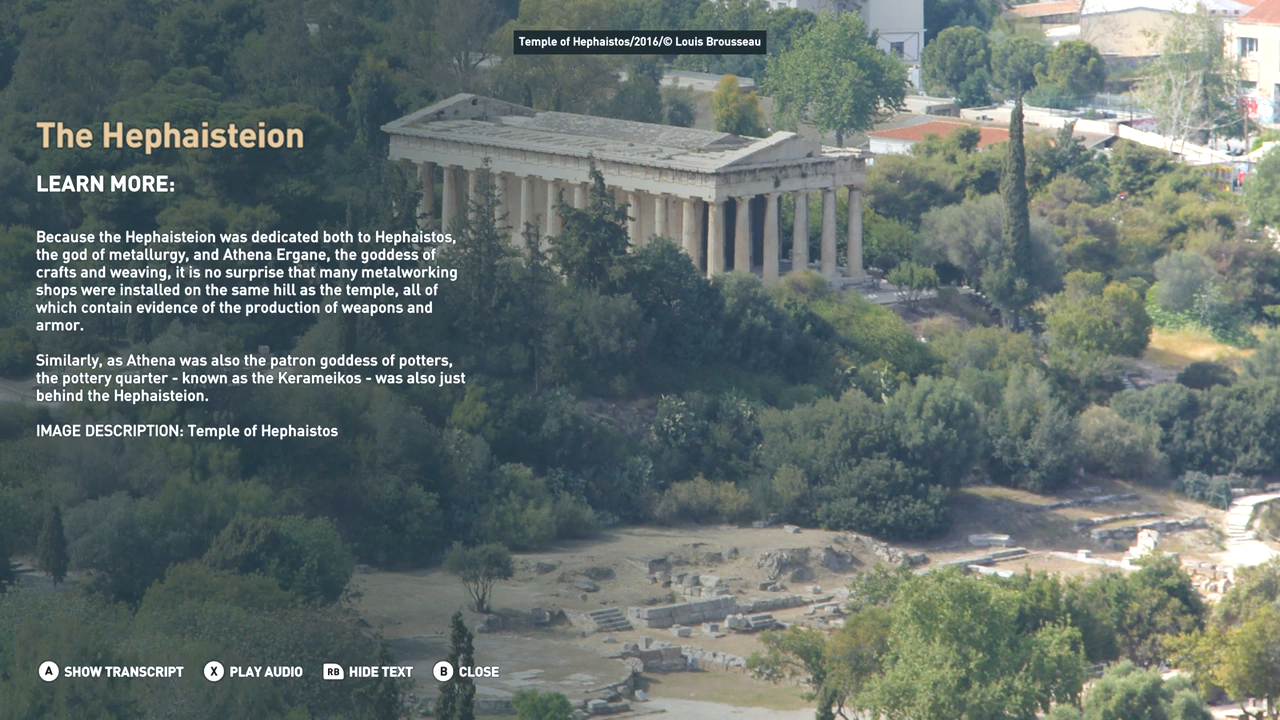 Temple of Hephaistos/2016/© Louis Brousseau
The Hephaisteion
LEARN MORE:
Because the Hephaisteion was dedicated both to Hephaistos,
the god of metallurgy, and Athena Ergane, the goddess of
crafts and weaving, it is no surprise that many metalworking
shops were installed on the same hill as the temple, all of
which contain evidence of the production of weapons and
armor.
Similarly, as Athena was also the patron goddess of potters,
the pottery quarter - known as the Kerameikos - was also just
behind the Hephaisteion.
IMAGE DESCRIPTION: Temple of Hephaistos
A SHOW TRANSCRIPT X PLAY AUDIO RB HIDE TEXT B CLOSE